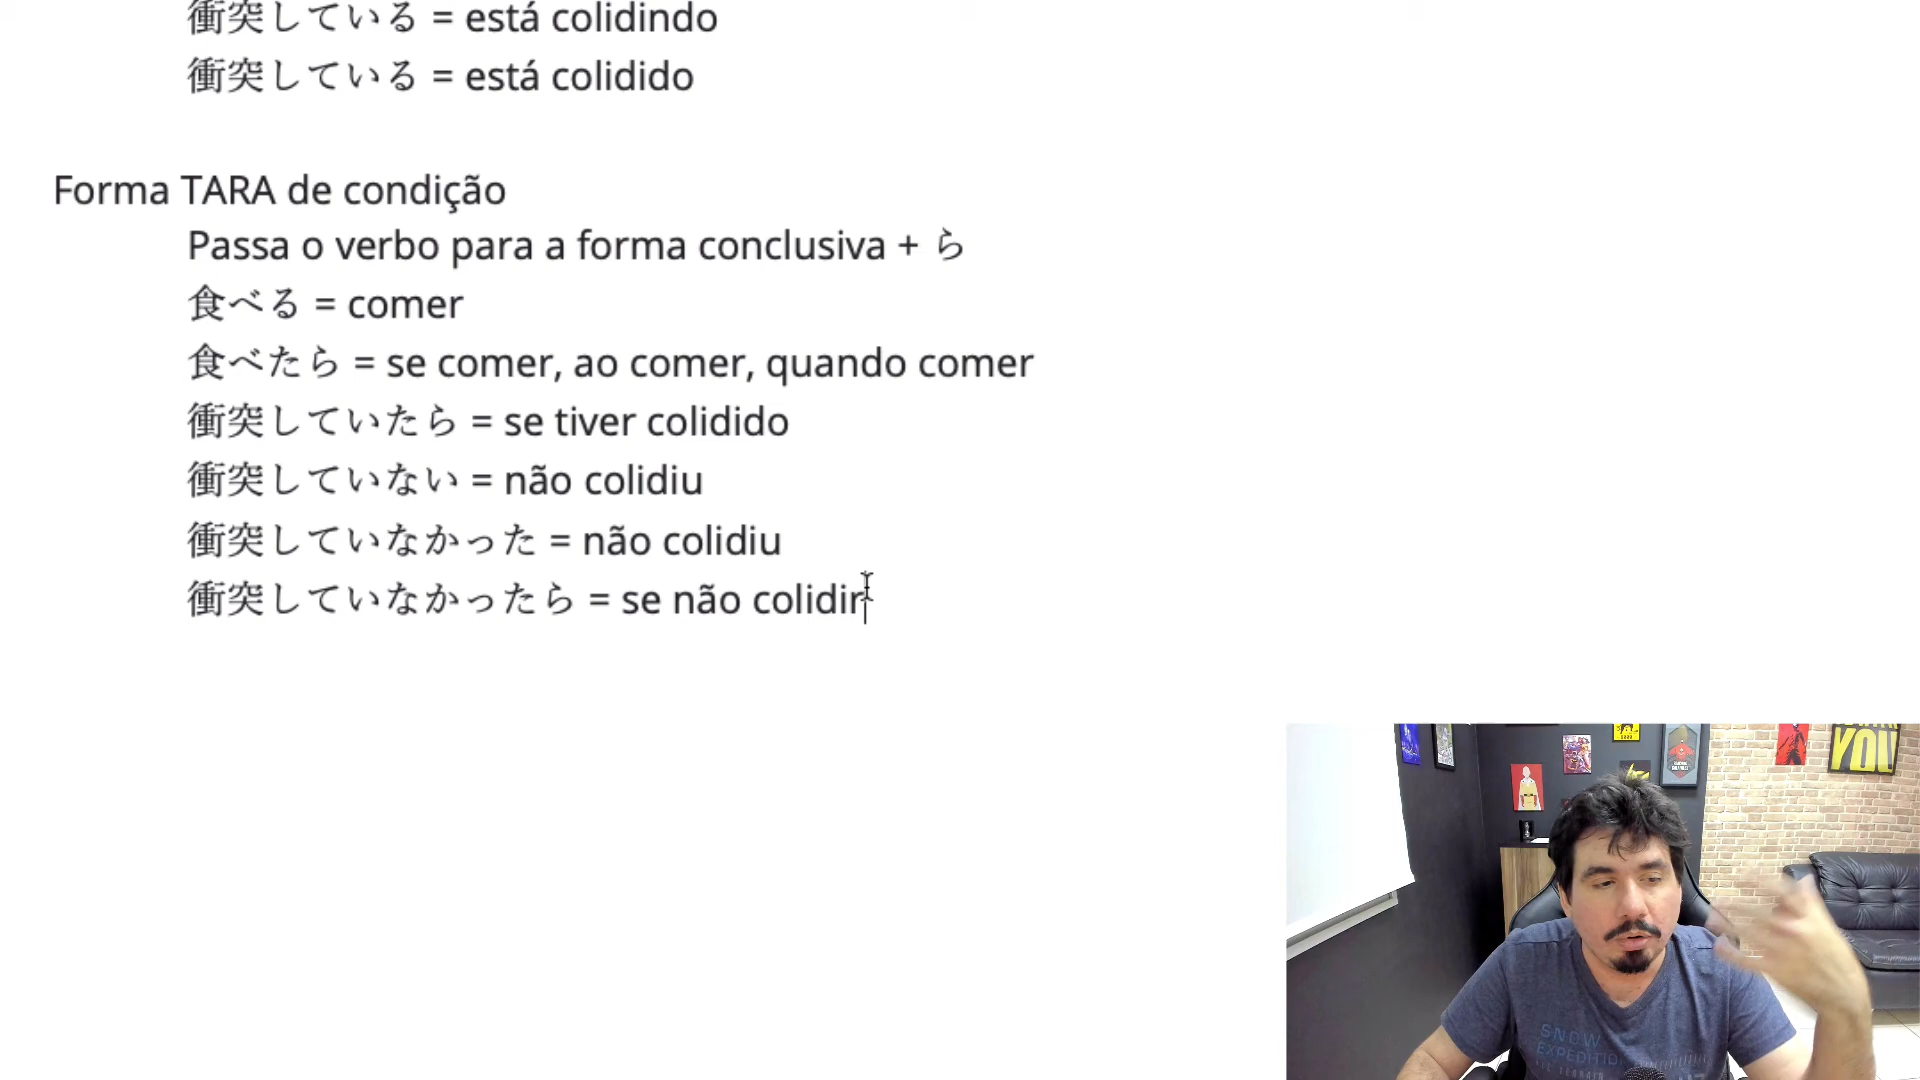 衝突している = está colidindo
衝突している = está colidido
Forma TARA de condição
Passa o verbo para a forma conclusiva + ら
食べる = comer
食べたら = se comer, ao comer, quando comer
衝突していたら = se tiver colidido
衝突していない = não colidiu
衝突していなかった = não colidiu
衝突していなかったら = se não colidir
YOU
SNOW
EXPEDITION